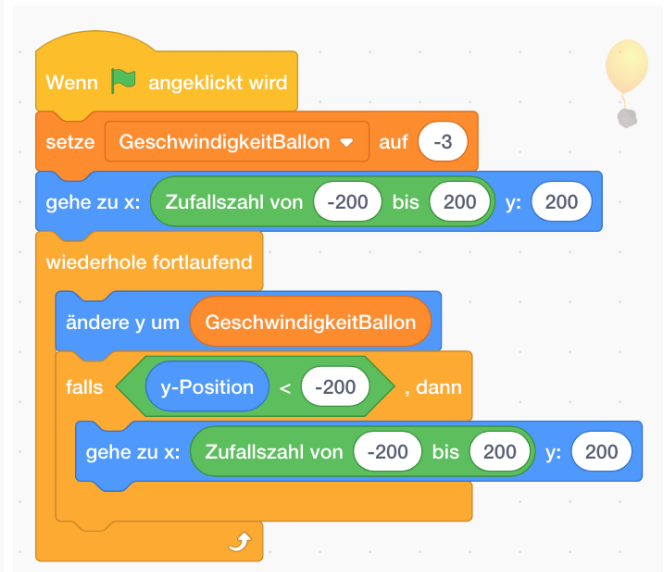 Wenn angeklickt wird
setze GeschwindigkeitBallon auf -3
gehe zu x: Zufallszahl von -200 bis 200 y: 200
wiederhole fortlaufend
ändere y um GeschwindigkeitBallon
falls y-Position < -200 , dann
gehe zu x: Zufallszahl von -200 bis 200 y: 200